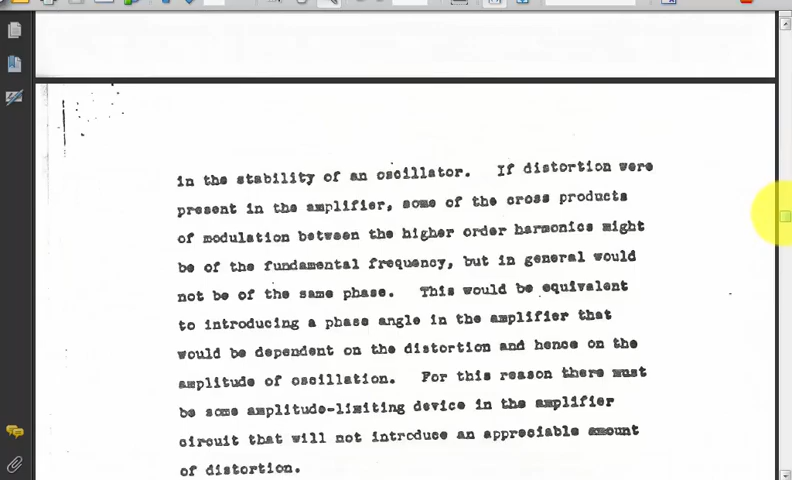 in the stability of an oscillator. If distortion were
present in the amplifier, some of the cross products
of modulation between the higher order harmonics might
be of the fundamental frequency, but in general would
not be of the same phase. This would be equivalent
to introducing a phase angle in the amplifier that
would be dependent on the distortion and hence on the
amplitude of oscillation. For this reason there must
be some amplitude-limiting device in the amplifier
circuit that will not introduce an appreciable amount
of distortion.